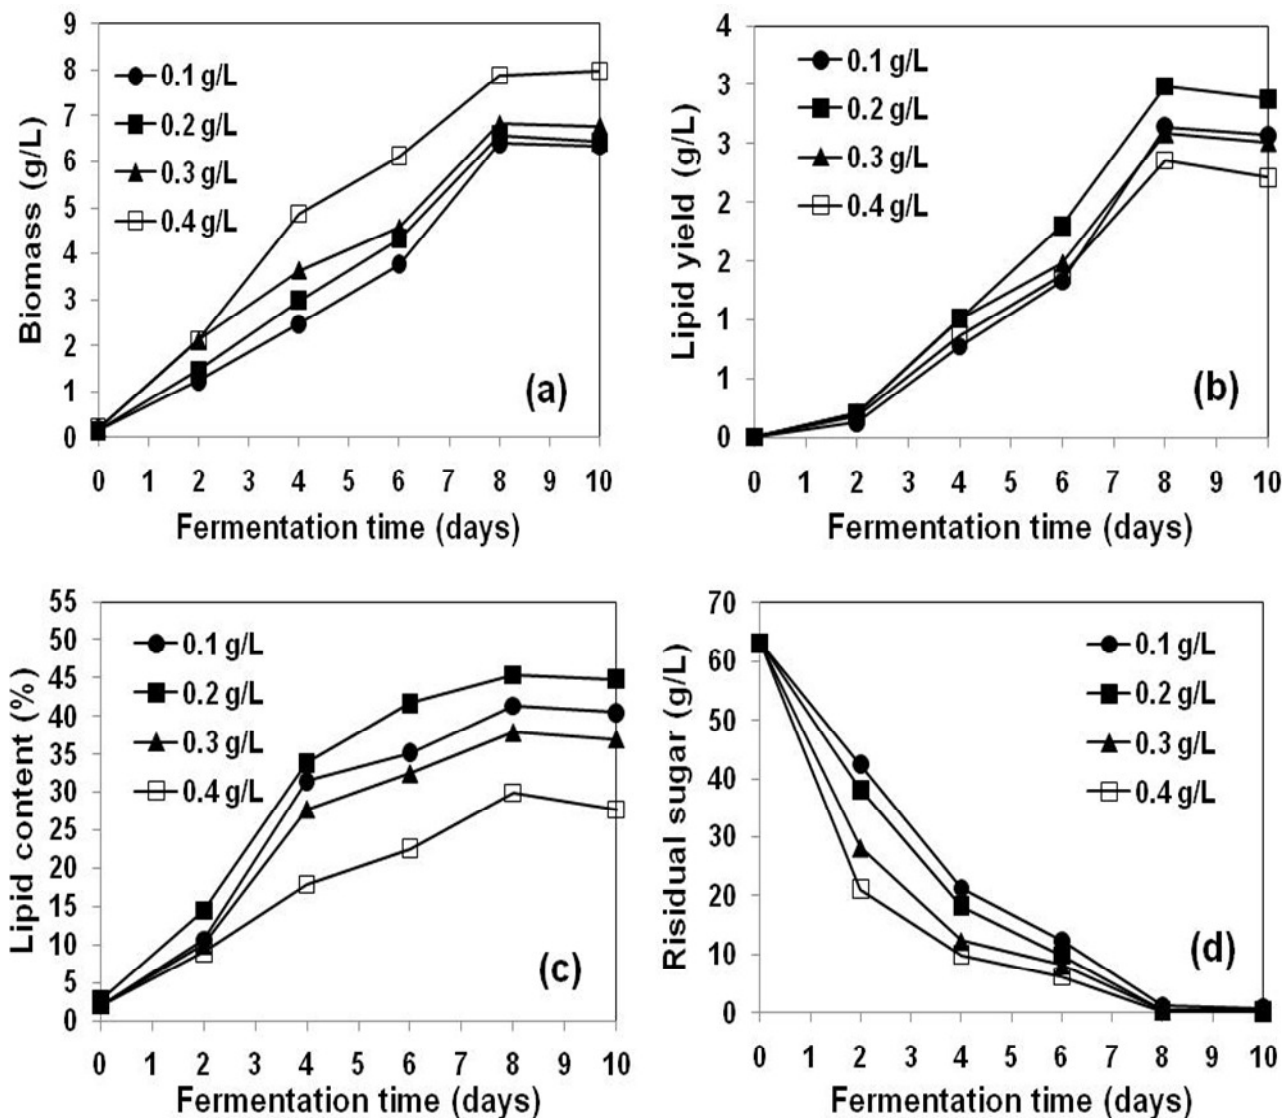 9
8
7
6
5
4
3
2
1
0
Biomass (g/L)
0.1 g/L
0.2 g/L
0.3 g/L
0.4 g/L
(a)
0 1 2 3 4 5 6 7 8 9 10
Fermentation time (days)
4
3
3
2
2
1
1
0
Lipid yield (g/L)
0.1 g/L
0.2 g/L
0.3 g/L
0.4 g/L
(b)
0 1 2 3 4 5 6 7 8 9 10
Fermentation time (days)
55
50
45
40
35
30
25
20
15
10
5
0
Lipid content (%)
0.1 g/L
0.2 g/L
0.3 g/L
0.4 g/L
(c)
0 1 2 3 4 5 6 7 8 9 10
Fermentation time (days)
70
60
50
40
30
20
10
0
Risidual sugar (g/L)
0.1 g/L
0.2 g/L
0.3 g/L
0.4 g/L
(d)
0 1 2 3 4 5 6 7 8 9 10
Fermentation time (days)